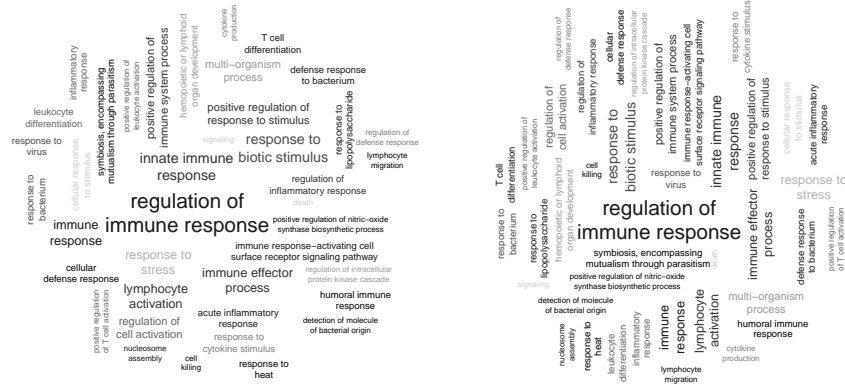 cytokine
production
T cell
differentiation
inflammatory
response
symbiosis, encompassing
mutualism through parasitism
positive regulation of
leukocyte activation
positive regulation of
immune system process
hemopoietic or lymphoid
organ development
multi−organism
process
defense response
to bacterium
leukocyte
differentiation
positive regulation of
response to stimulus
response to
lipopolysaccharide
response to
virus
cellular response
to stimulus
signaling
regulation of
defense response
innate immune
response
response to
biotic stimulus
lymphocyte
migration
response to
bacterium
regulation of
inflammatory response
death
regulation of
immune response
immune
response
positive regulation of nitric−oxide
synthase biosynthetic process
immune response−activating cell
surface receptor signaling pathway
response to
stress
cellular
defense response
immune effector
process
regulation of intracellular
protein kinase cascade
lymphocyte
activation
humoral immune
response
positive regulation
of T cell activation
regulation of
cell activation
acute inflammatory
response
detection of molecule
of bacterial origin
response to
cytokine stimulus
nucleosome
assembly
cell
killing
response to
heat
regulation of
defense response
cellular
defense response
regulation of intracellular
protein kinase cascade
response to
cytokine stimulus
regulation of
inflammatory response
positive regulation of
immune system process
immune response−activating cell
surface receptor signaling pathway
regulation of
cell activation
positive regulation of
response to stimulus
cellular response
to stimulus
acute inflammatory
response
T cell
differentiation
positive regulation of
leukocyte activation
response to
biotic stimulus
innate immune
response
cell
killing
response to
virus
hemopoietic or lymphoid
organ development
response to
stress
response to
bacterium
response to
lipopolysaccharide
regulation of
immune response
immune effector
process
defense response
to bacterium
positive regulation
of T cell activation
symbiosis, encompassing
mutualism through parasitism
death
positive regulation of nitric−oxide
synthase biosynthetic process
signaling
detection of molecule
of bacterial origin
multi−organism
process
immune
response
lymphocyte
activation
humoral immune
response
nucleosome
assembly
response to
heat
leukocyte
differentiation
inflammatory
response
cytokine
production
lymphocyte
migration